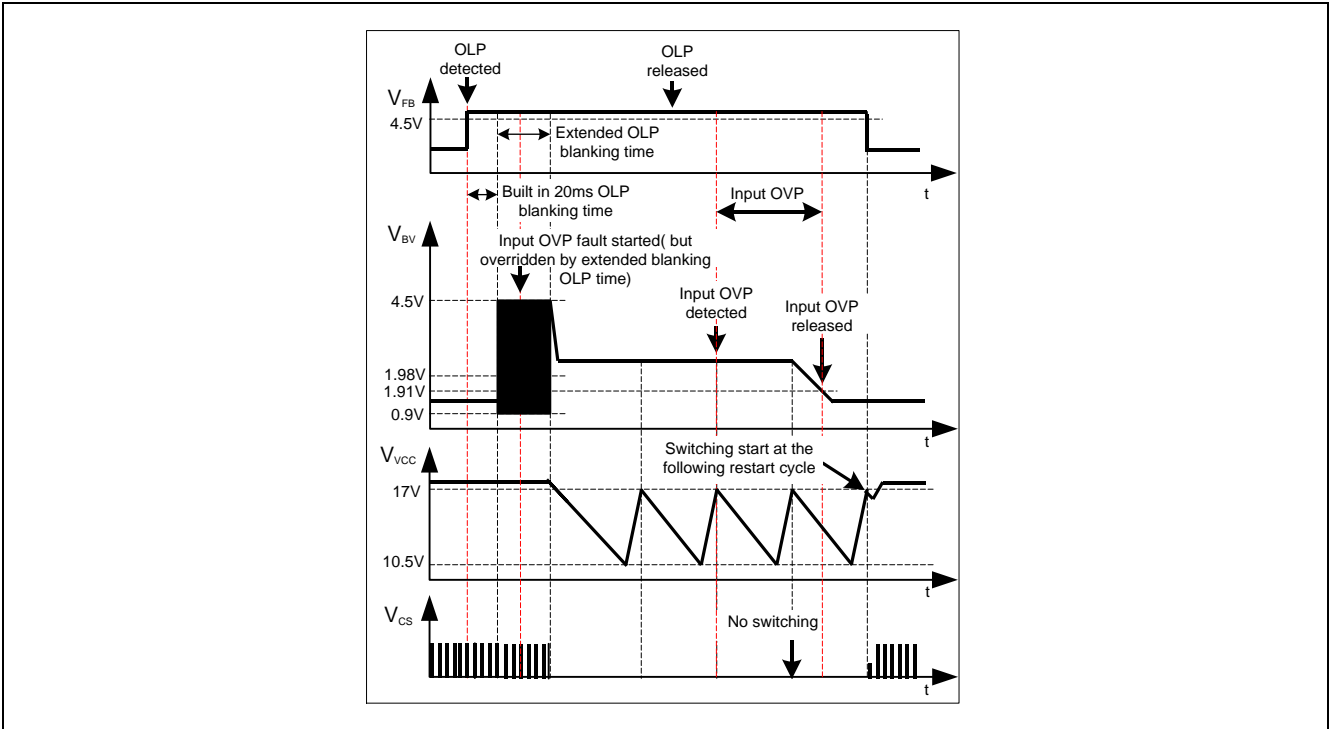 OLP
detected
OLP
released
VFB
4.5V
Extended OLP
blanking time
t
Built in 20ms OLP
blanking time
Input OVP
VBV
Input OVP fault started( but
overridden by extended blanking
OLP time)
4.5V
Input OVP
detected
Input OVP
released
1.98V
1.91V
0.9V
t
VVCC
Switching start at the
following restart cycle
17V
10.5V
t
VCS
No switching
t